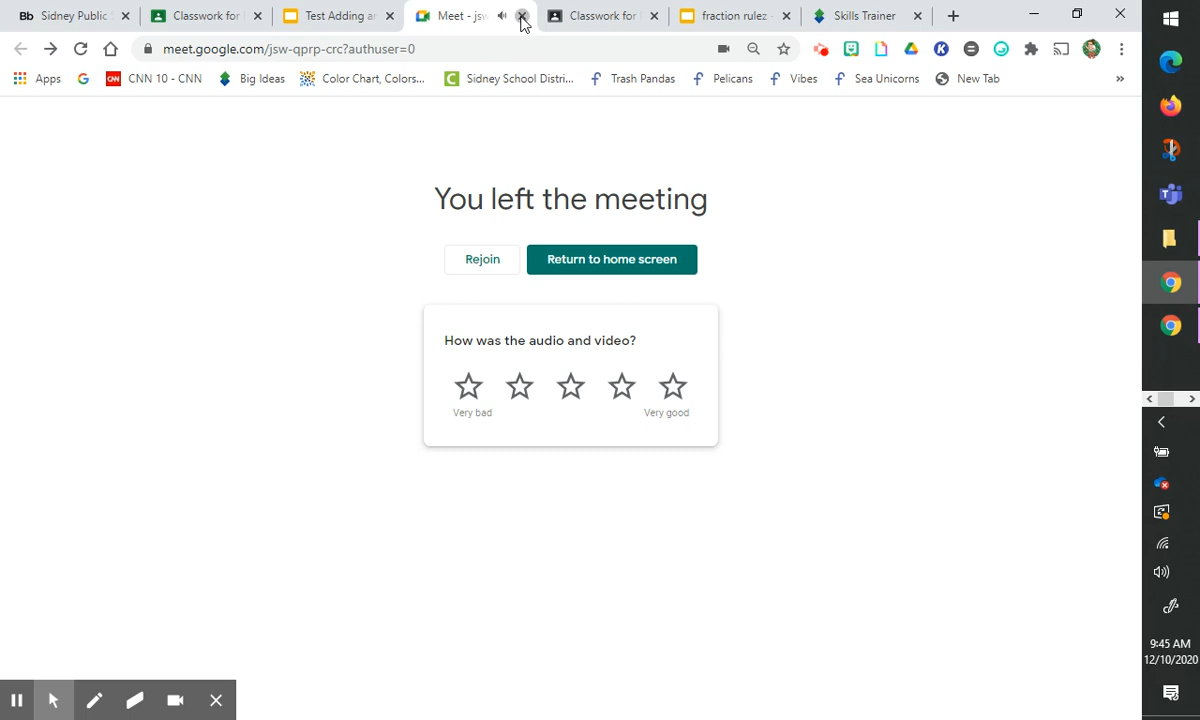 Bb Sidney Public Classwork for Test Adding ar Meet - jsw Classwork for fraction rulez - Skills Trainer
meet.google.com/jsw-qprp-crc?authuser=0
Apps CNN CNN 10 - CNN Big Ideas Color Chart, Colors... Sidney School Distri... Trash Pandas Pelicans Vibes Sea Unicorns New Tab »
You left the meeting
Rejoin Return to home screen
How was the audio and video?
Very bad Very good
9:45 AM
12/10/2020